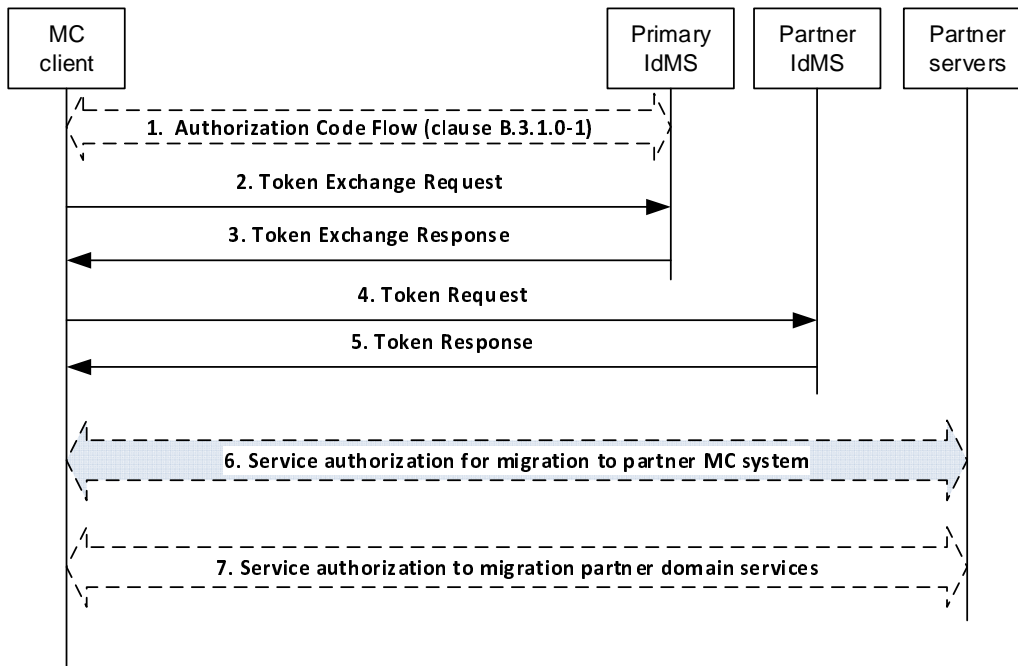 MC
client
Primary
IdMS
Partner
IdMS
Partner
servers
1. Authorization Code Flow (clause B.3.1.0-1)
2. Token Exchange Request
3. Token Exchange Response
4. Token Request
5. Token Response
6. Service authorization for migration to partner MC system
7. Service authorization to migration partner domain services